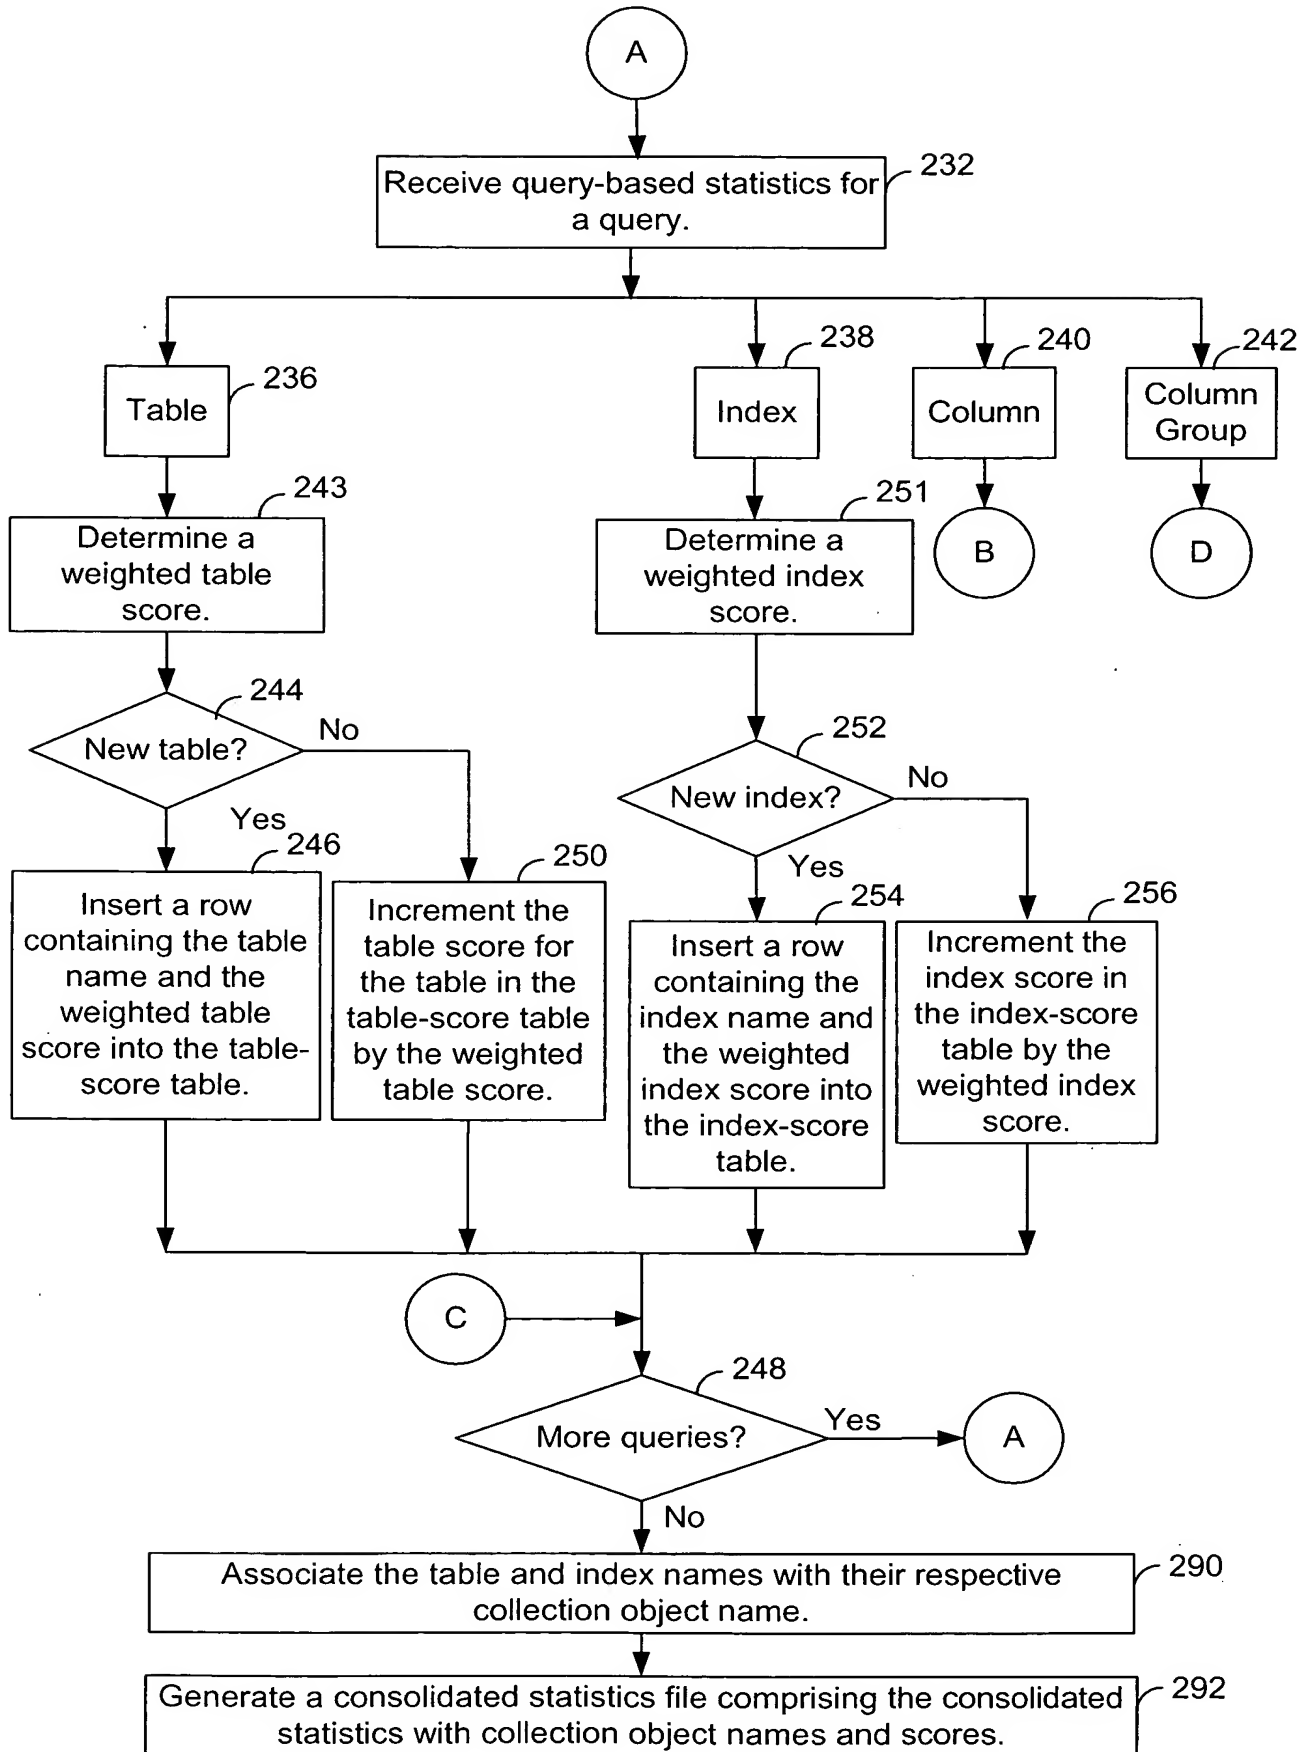 A
232
Receive query-based statistics for
a query.
236
238
240
242
Table
Index
Column
Column
Group
243
251
Determine a
weighted table
score.
Determine a
weighted index
score.
B
D
244
New table?
No
Yes
252
New index?
No
Yes
246
Insert a row
containing the table
name and the
weighted table
score into the table-
score table.
250
Increment the
table score for
the table in the
table-score table
by the weighted
table score.
254
Insert a row
containing the
index name and
the weighted
index score into
the index-score
table.
256
Increment the
index score in
the index-score
table by the
weighted index
score.
C
248
More queries?
Yes
A
No
290
Associate the table and index names with their respective
collection object name.
292
Generate a consolidated statistics file comprising the consolidated
statistics with collection object names and scores.